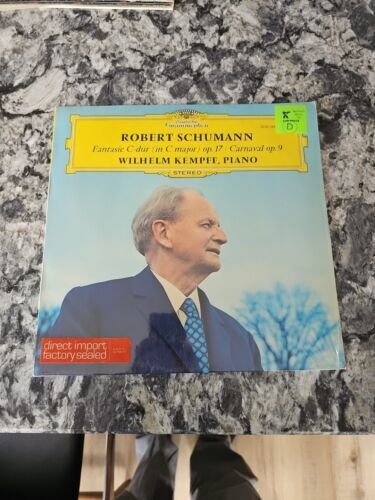 Deutsche
Grammophon
ROBERT SCHUMANN
Fantasie C-dur (in C major) op. 17 / Carnaval op. 9
WILHELM KEMPFF, PIANO
STEREO
direct import
factory sealed